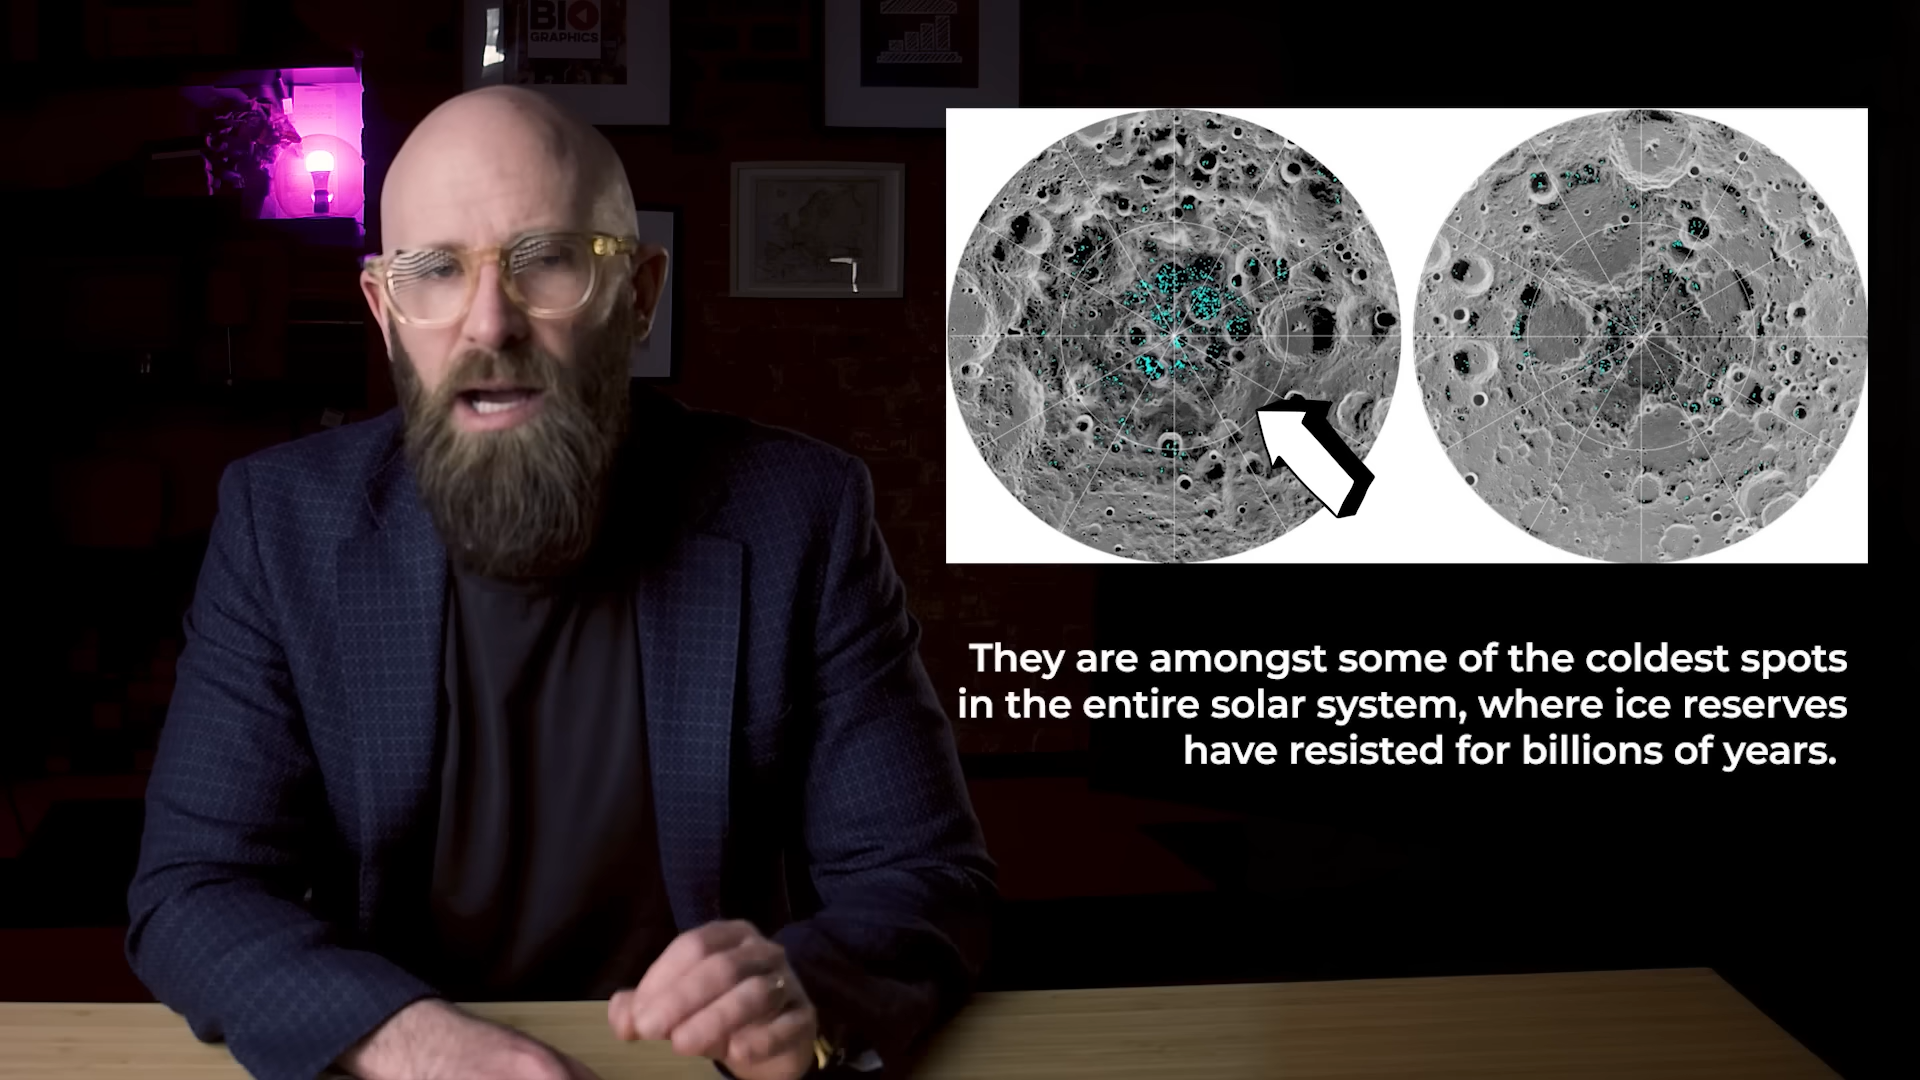 BIO
GRAPHICS
They are amongst some of the coldest spots
in the entire solar system, where ice reserves
have resisted for billions of years.